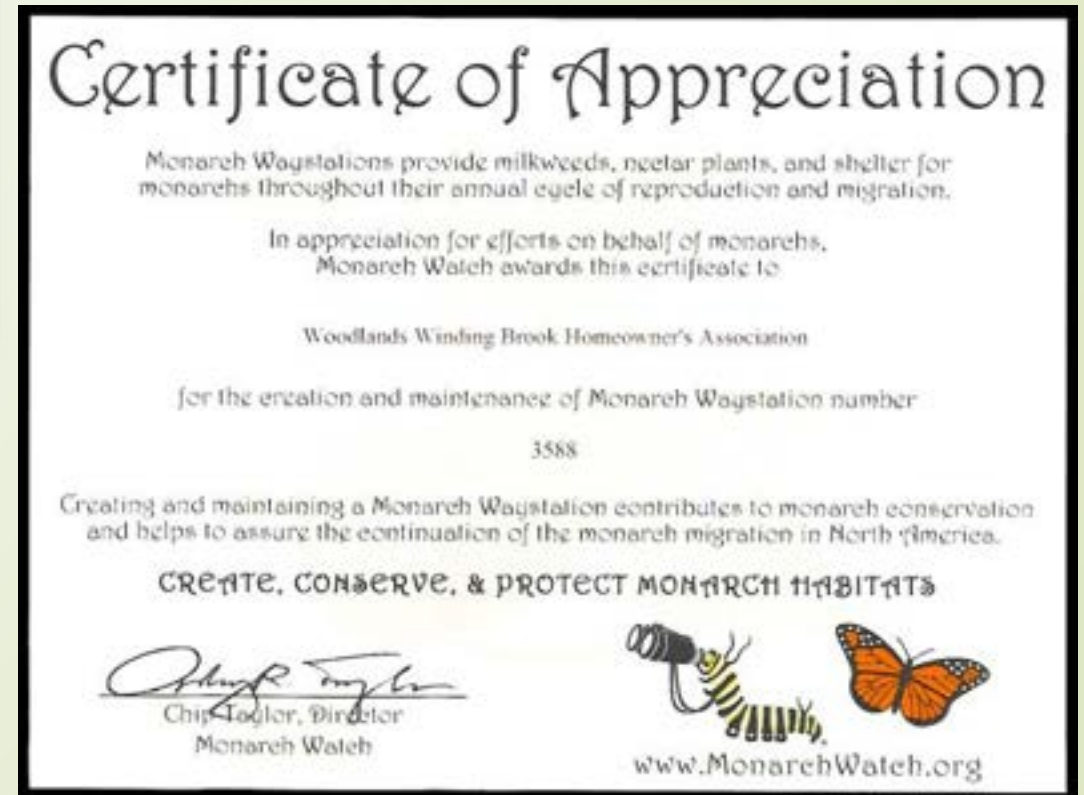 Certificate of Appreciation
Monarch Waystations provide milkweeds, nectar plants, and shelter for
monarchs throughout their annual cycle of reproduction and migration.
In appreciation for efforts on behalf of monarchs,
Monarch Watch awards this certificate to
Woodlands Winding Brook Homeowner's Association
for the creation and maintenance of Monarch Waystation number
3588
Creating and maintaining a Monarch Waystation contributes to monarch conservation
and helps to assure the continuation of the monarch migration in North America.
CREATE, CONSERVE, & PROTECT MONARCH HABITATS
Chip Taylor, Director
Monarch Watch
www.MonarchWatch.org